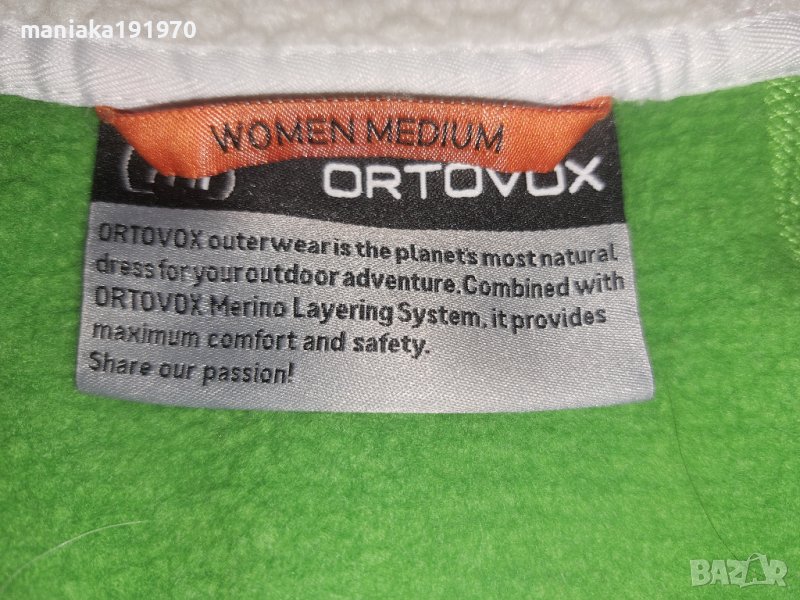 maniaka191970
WOMEN MEDIUM
ORTOVOX
ORTOVOX outerwear is the planet's most natural
dress for your outdoor adventure. Combined with
ORTOVOX Merino Layering System, it provides
maximum comfort and safety.
Share our passion!
BAZAR